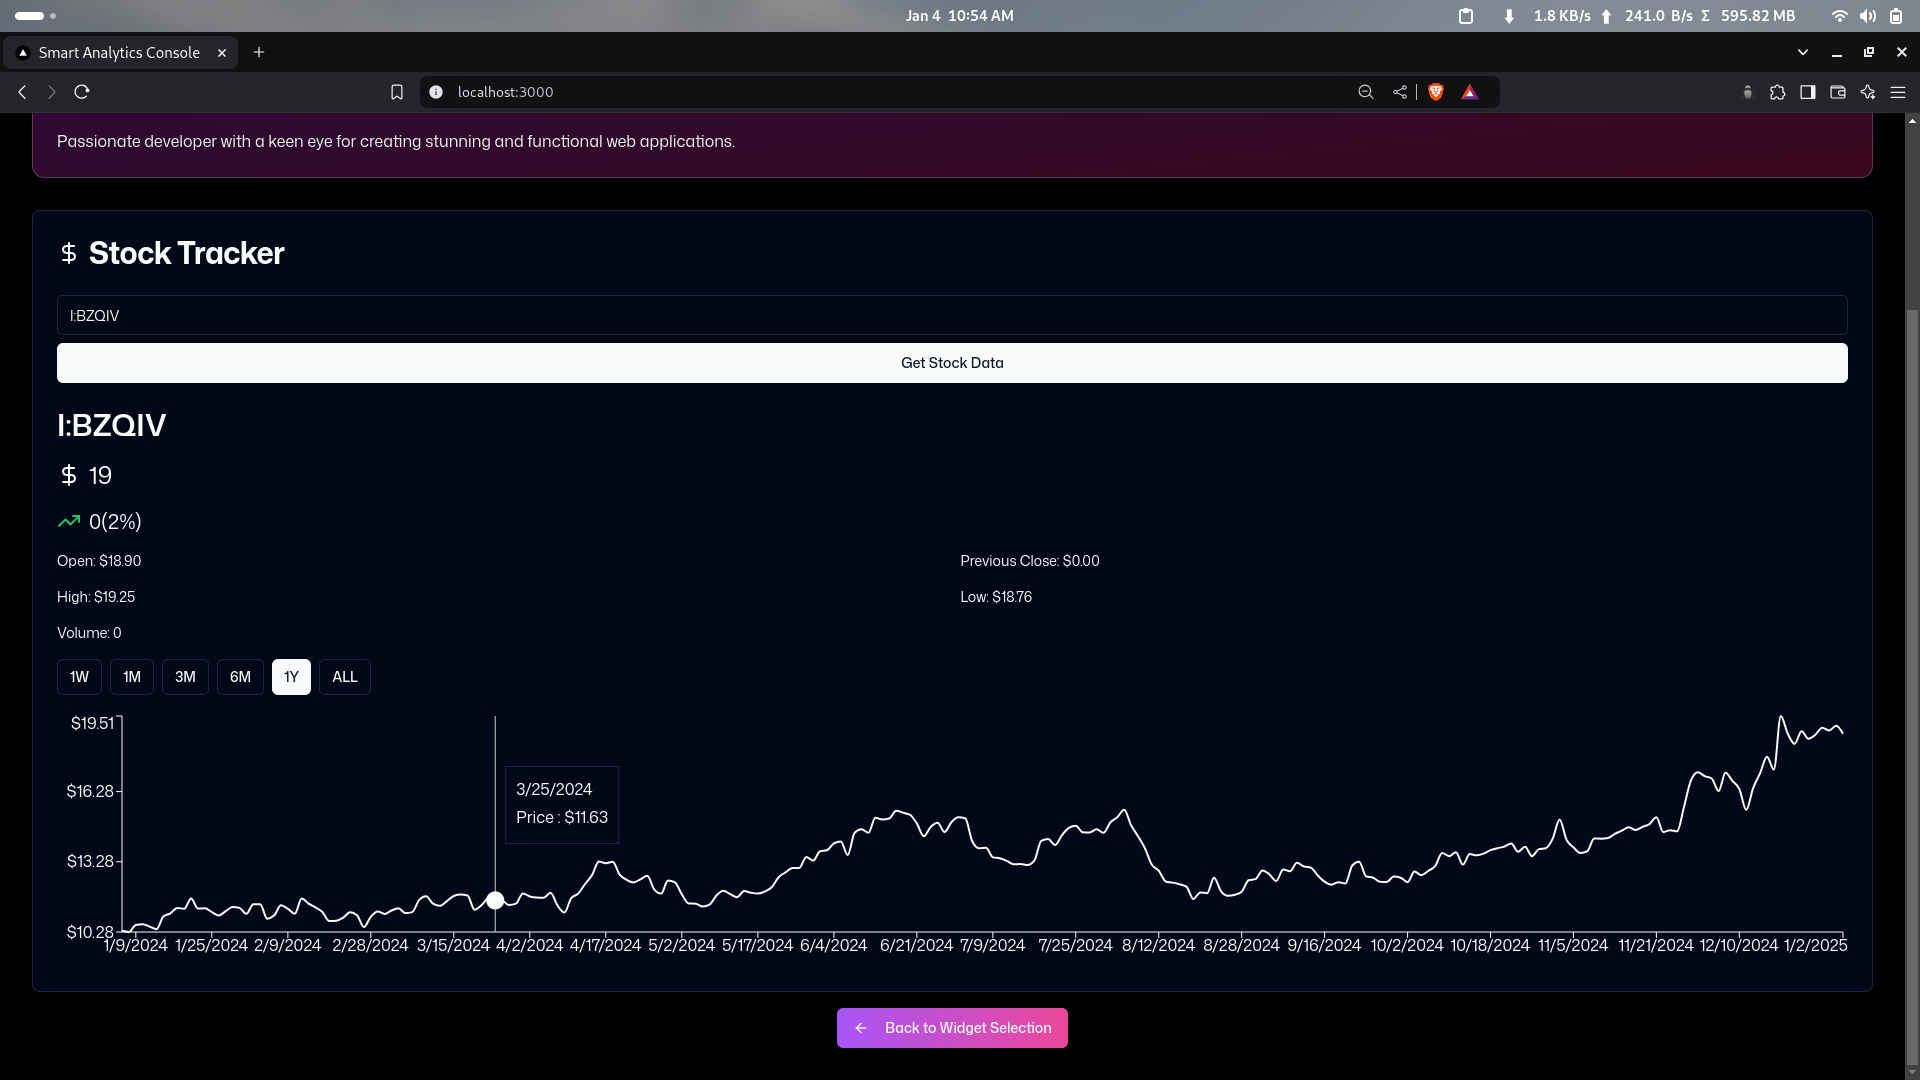 Jan 4 10:54 AM
1.8 KB/s 241.0 B/s Σ 595.82 MB
Smart Analytics Console
localhost:3000
Passionate developer with a keen eye for creating stunning and functional web applications.
$ Stock Tracker
I:BZQIV
Get Stock Data
I:BZQIV
$ 19
0(2%)
Open: $18.90
Previous Close: $0.00
High: $19.25
Low: $18.76
Volume: 0
1W 1M 3M 6M 1Y ALL
$19.51
$16.28
$13.28
$10.28
3/25/2024
Price : $11.63
1/9/2024 1/25/2024 2/9/2024 2/28/2024 3/15/2024 4/2/2024 4/17/2024 5/2/2024 5/17/2024 6/4/2024 6/21/2024 7/9/2024 7/25/2024 8/12/2024 8/28/2024 9/16/2024 10/2/2024 10/18/2024 11/5/2024 11/21/2024 12/10/2024 1/2/2025
Back to Widget Selection